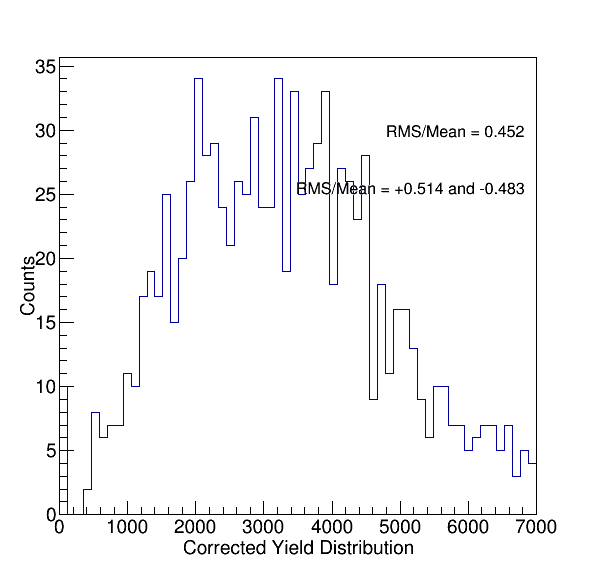 35
30
RMS/Mean = 0.452
25
RMS/Mean = +0.514 and -0.483
20
Counts
15
10
5
0
0 1000 2000 3000 4000 5000 6000 7000
Corrected Yield Distribution